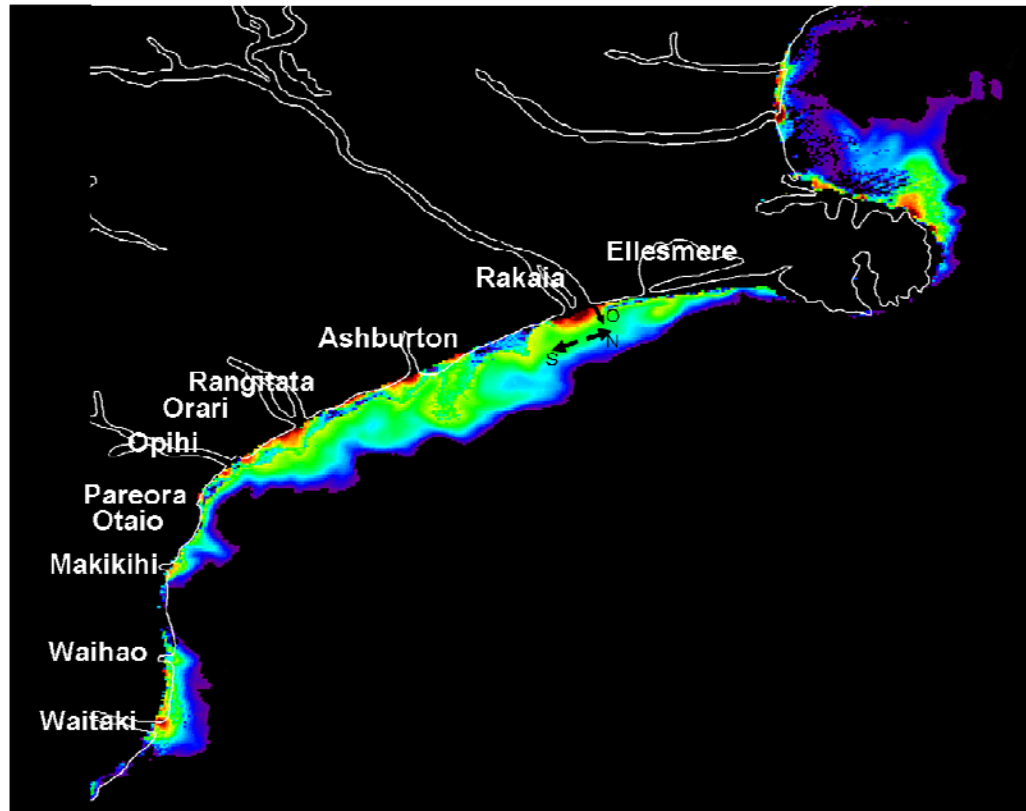 Ellesmere
Rakaia
O
N
S
Ashburton
Rangitata
Orari
Opihi
Pareora
Otaio
Makikihi
Waihao
Waitaki